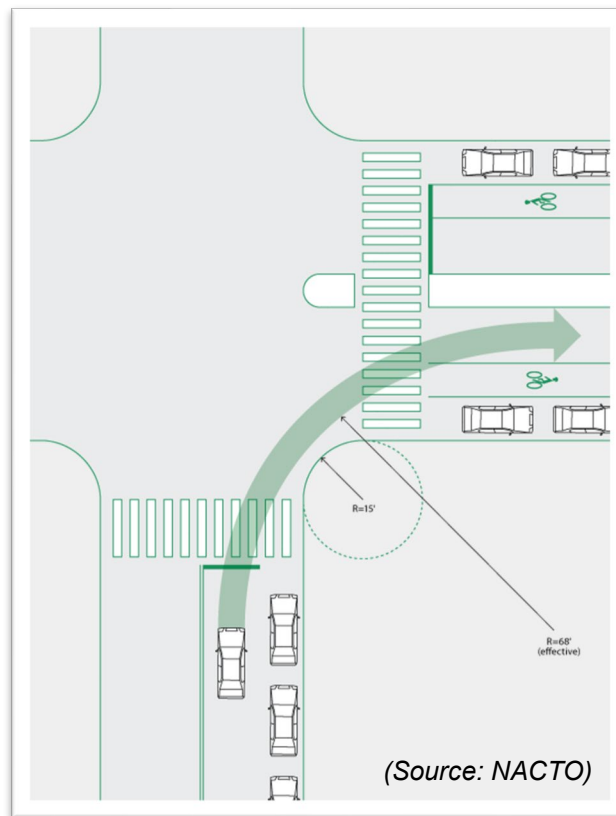 R=15'
R=68'
(effective)
(Source: NACTO)